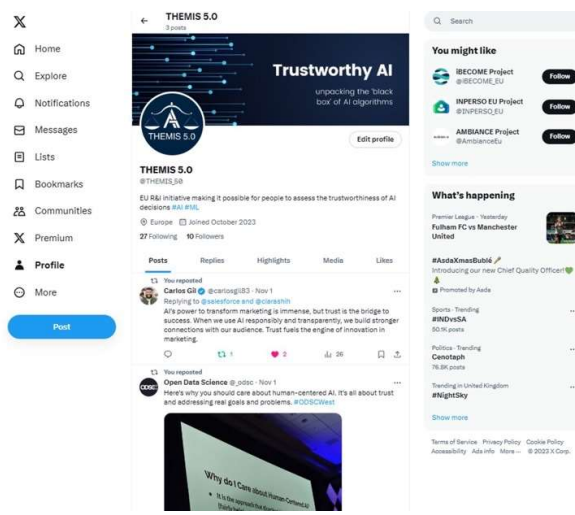 Home
Explore
Notifications
Messages
Lists
Bookmarks
Communities
Premium
Profile
More
Post
THEMIS 5.0
3 posts
Trustworthy AI
unpacking the 'black
box' of AI algorithms
THEMIS 5.0
Edit profile
THEMIS 5.0
@THEMIS_50
EU R&I initiative making it possible for people to assess the trustworthiness of AI
decisions #AI #ML
Europe Joined October 2023
27 Following 10 Followers
Posts Replies Highlights Media Likes
You reposted
Carlos Gil @carlosgil83 · Nov 1
Replying to @salesforce and @clarashih
AI's power to transform marketing is immense, but trust is the bridge to
success. When we use AI responsibly and transparently, we build stronger
connections with our audience. Trust fuels the engine of innovation in
marketing.
1 2 26
You reposted
ODSC
Open Data Science @_odsc · Nov 1
Here's why you should care about human-centered AI. It's all about trust
and addressing real goals and problems. #ODSCWest
Why do I Care about Human-Centered AI?
It is the approach that
Search
You might like
iBECOME Project
@iBECOME_EU
Follow
INPERSO EU Project
@INPERSO_EU
Follow
AMBIANCE Project
@AmbianceEu
Follow
Show more
What's happening
Premier League · Yesterday
Fulham FC vs Manchester
United
#AsdaXmasBublé
Introducing our new Chief Quality Officer!
Promoted by Asda
Sports · Trending
#INDvsSA
50.1K posts
Politics · Trending
Cenotaph
76.8K posts
Trending in United Kingdom
#NightSky
Show more
Terms of Service Privacy Policy Cookie Policy
Accessibility Ads info More ... © 2023 X Corp.